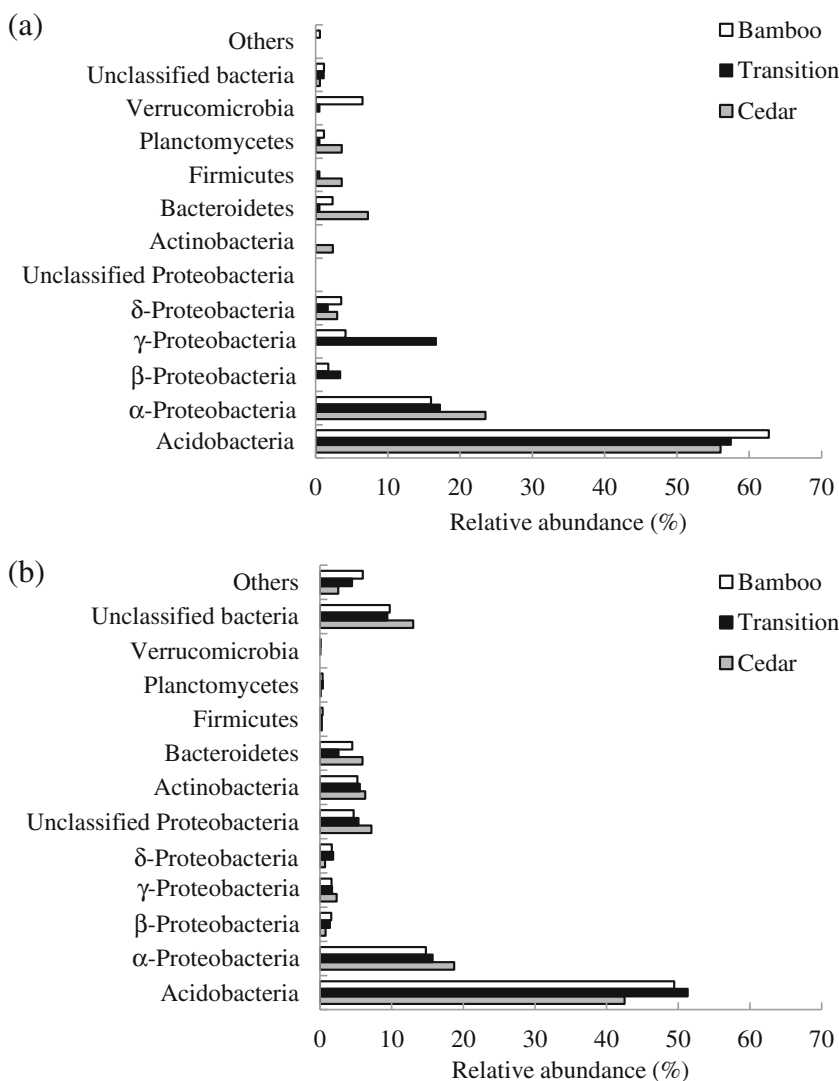 (a)
Others
Unclassified bacteria
Verrucomicrobia
Planctomycetes
Firmicutes
Bacteroidetes
Actinobacteria
Unclassified Proteobacteria
δ-Proteobacteria
γ-Proteobacteria
β-Proteobacteria
α-Proteobacteria
Acidobacteria
Bamboo
Transition
Cedar
0 10 20 30 40 50 60 70
Relative abundance (%)
(b)
Others
Unclassified bacteria
Verrucomicrobia
Planctomycetes
Firmicutes
Bacteroidetes
Actinobacteria
Unclassified Proteobacteria
δ-Proteobacteria
γ-Proteobacteria
β-Proteobacteria
α-Proteobacteria
Acidobacteria
Bamboo
Transition
Cedar
0 10 20 30 40 50 60 70
Relative abundance (%)